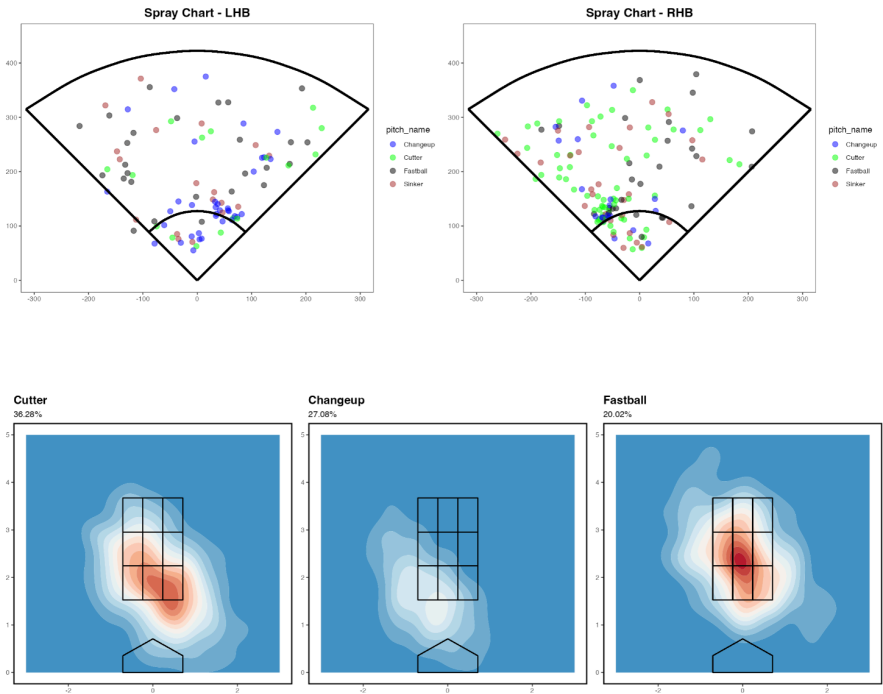 Spray Chart - LHB
Spray Chart - RHB
400
300
200
100
0
-300 -200 -100 0 100 200 300
pitch_name
Changeup
Cutter
Fastball
Sinker
400
300
200
100
0
-300 -200 -100 0 100 200 300
pitch_name
Changeup
Cutter
Fastball
Sinker
Cutter
36.28%
5
4
3
2
1
0
-2 0 2
Changeup
27.08%
5
4
3
2
1
0
-2 0 2
Fastball
20.02%
5
4
3
2
1
0
-2 0 2